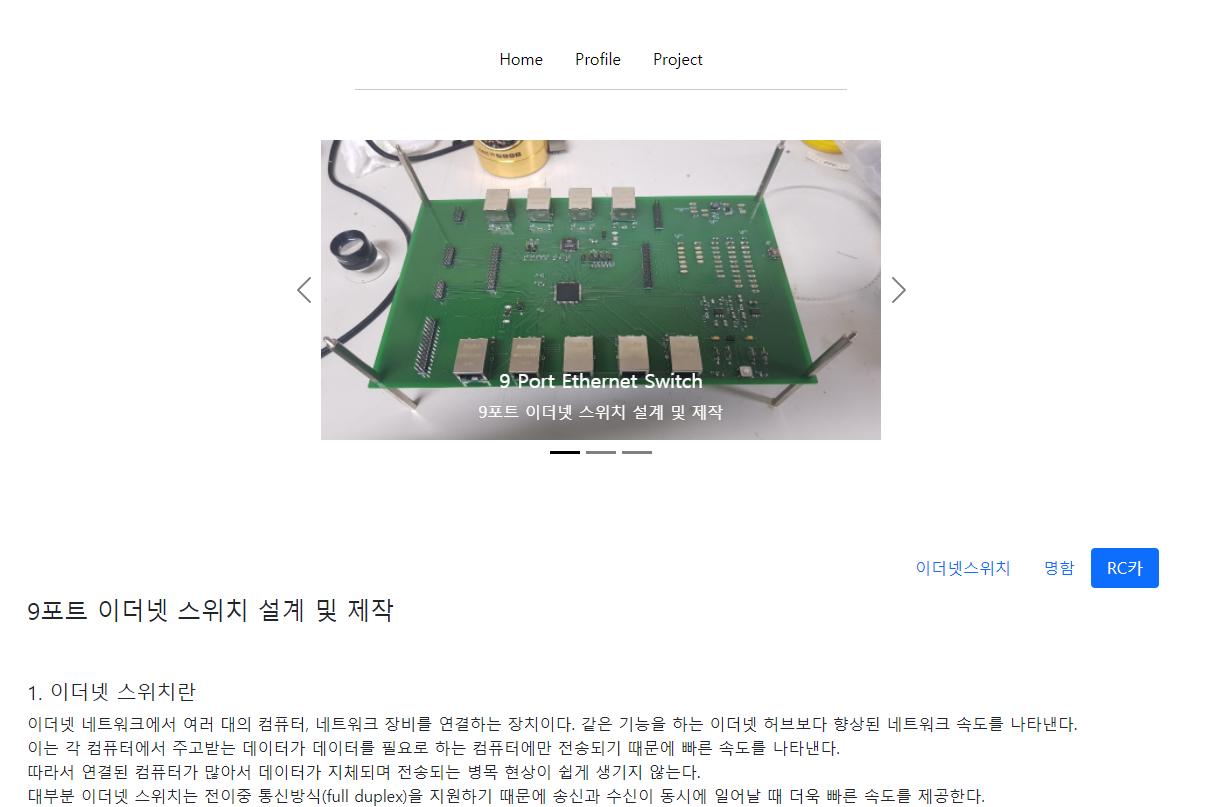 Home Profile Project
9 Port Ethernet Switch
9포트 이더넷 스위치 설계 및 제작
이더넷스위치 명함 RC카
9포트 이더넷 스위치 설계 및 제작
1. 이더넷 스위치란
이더넷 네트워크에서 여러 대의 컴퓨터, 네트워크 장비를 연결하는 장치이다. 같은 기능을 하는 이더넷 허브보다 향상된 네트워크 속도를 나타낸다.
이는 각 컴퓨터에서 주고받는 데이터가 데이터를 필요로 하는 컴퓨터에만 전송되기 때문에 빠른 속도를 나타낸다.
따라서 연결된 컴퓨터가 많아서 데이터가 지체되며 전송되는 병목 현상이 쉽게 생기지 않는다.
대부분 이더넷 스위치는 전이중 통신방식(full duplex)을 지원하기 때문에 송신과 수신이 동시에 일어날 때 더욱 빠른 속도를 제공한다.